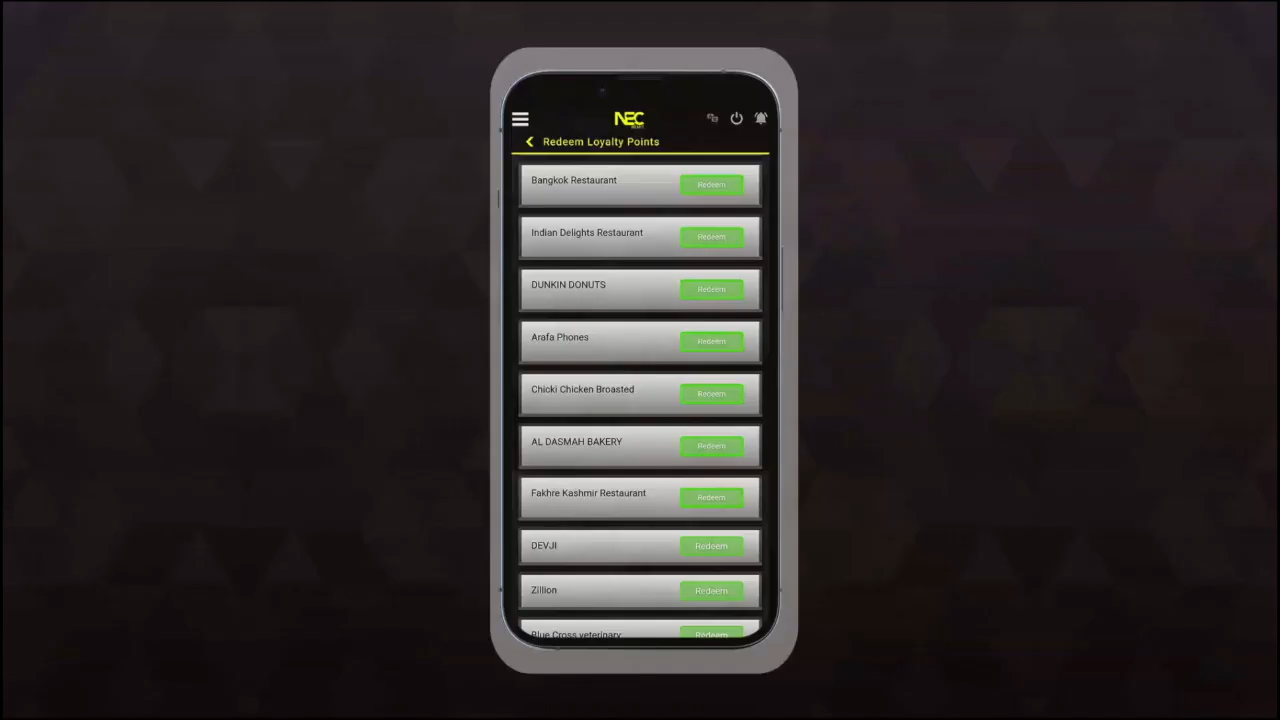 NEC
Redeem Loyalty Points
Bangkok Restaurant
Redeem
Indian Delights Restaurant
Redeem
DUNKIN DONUTS
Redeem
Arafa Phones
Redeem
Chicki Chicken Broasted
Redeem
AL DASMAH BAKERY
Redeem
Fakhre Kashmir Restaurant
Redeem
DEVJI
Redeem
Zillion
Redeem
Blue Cross veterinary
Redeem